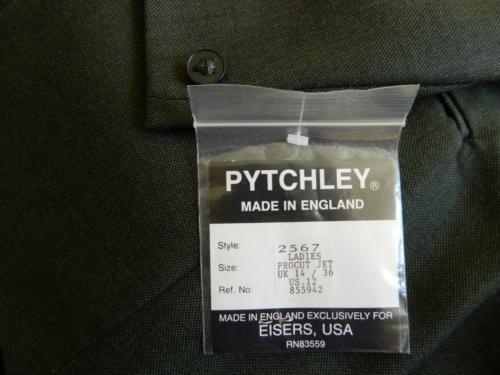 PYTCHLEY®
MADE IN ENGLAND
Style: 2567
LADIES
Size: PROCUT JKT
UK 14 / 36
US.12
Ref. No: 855942
MADE IN ENGLAND EXCLUSIVELY FOR
EISERS, USA
RN83559